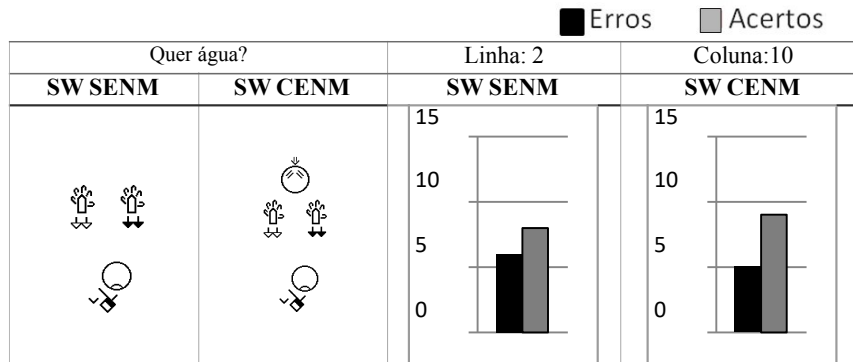 Erros Acertos
Quer água? Linha: 2 Coluna:10
SW SENM SW CENM SW SENM SW CENM
15 15
10 10
5 5
0 0